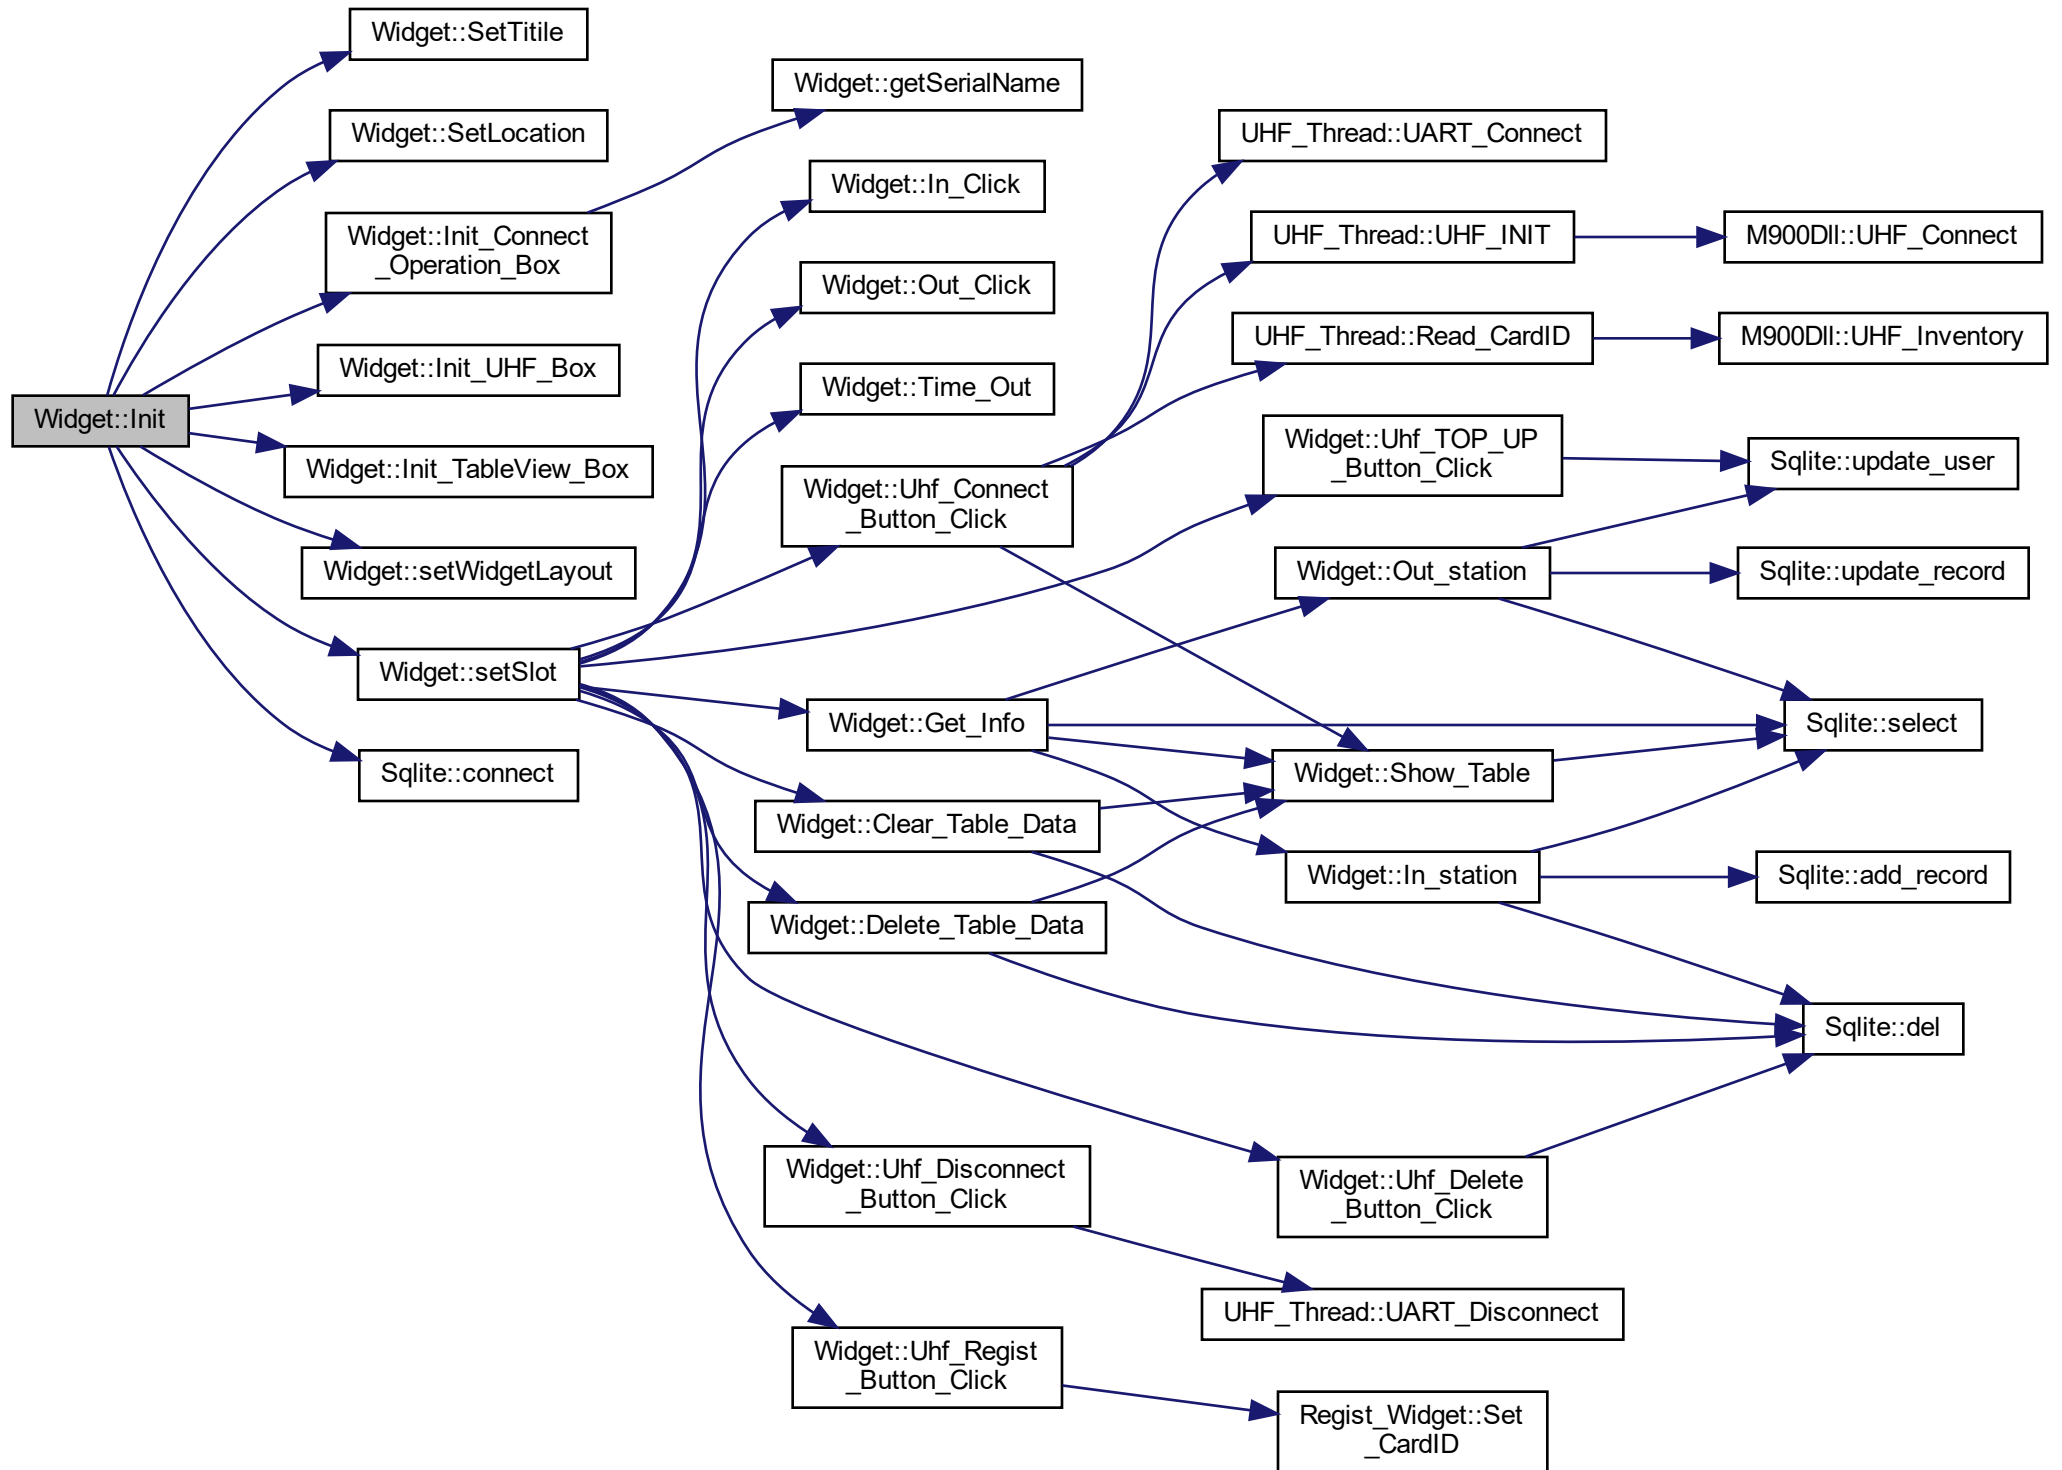 Widget::Init
Widget::SetTitile
Widget::SetLocation
Widget::Init_Connect
_Operation_Box
Widget::Init_UHF_Box
Widget::Init_TableView_Box
Widget::setWidgetLayout
Widget::setSlot
Sqlite::connect
Widget::getSerialName
Widget::In_Click
Widget::Out_Click
Widget::Time_Out
Widget::Uhf_Connect
_Button_Click
Widget::Get_Info
Widget::Clear_Table_Data
Widget::Delete_Table_Data
Widget::Uhf_Disconnect
_Button_Click
Widget::Uhf_Regist
_Button_Click
UHF_Thread::UART_Connect
UHF_Thread::UHF_INIT
UHF_Thread::Read_CardID
Widget::Uhf_TOP_UP
_Button_Click
Widget::Out_station
Widget::Show_Table
Widget::In_station
Widget::Uhf_Delete
_Button_Click
UHF_Thread::UART_Disconnect
Regist_Widget::Set
_CardID
M900Dll::UHF_Connect
M900Dll::UHF_Inventory
Sqlite::update_user
Sqlite::update_record
Sqlite::select
Sqlite::add_record
Sqlite::del